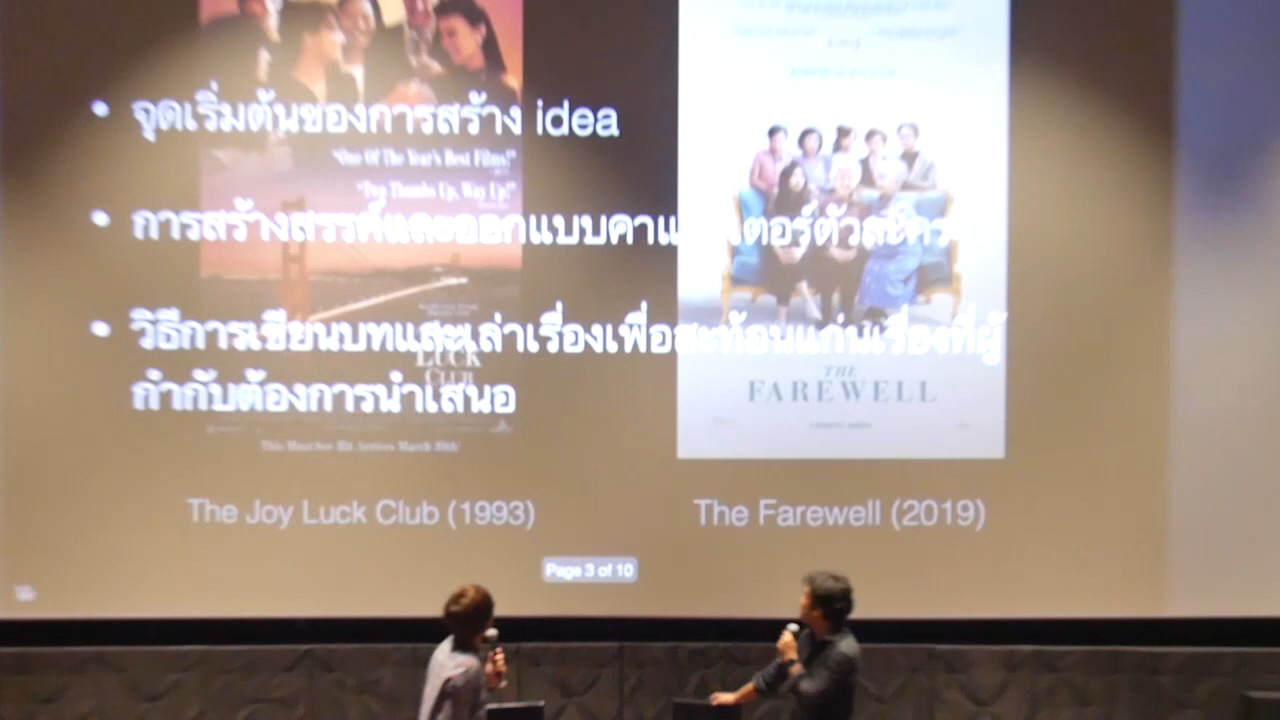 • จุดเริ่มต้นของการสร้าง idea
"One Of The Year's Best Films!"
"Two Thumbs Up, Way Up!"
• การสร้างสรรค์และออกแบบคาแรคเตอร์ตัวละคร
• วิธีการเขียนบทและเล่าเรื่องเพื่อสะท้อนแก่นเรื่องที่ผู้
กำกับต้องการนำเสนอ
LUCK
CLUB
THE
FAREWELL
The Joy Luck Club (1993)
The Farewell (2019)
Page 3 of 10